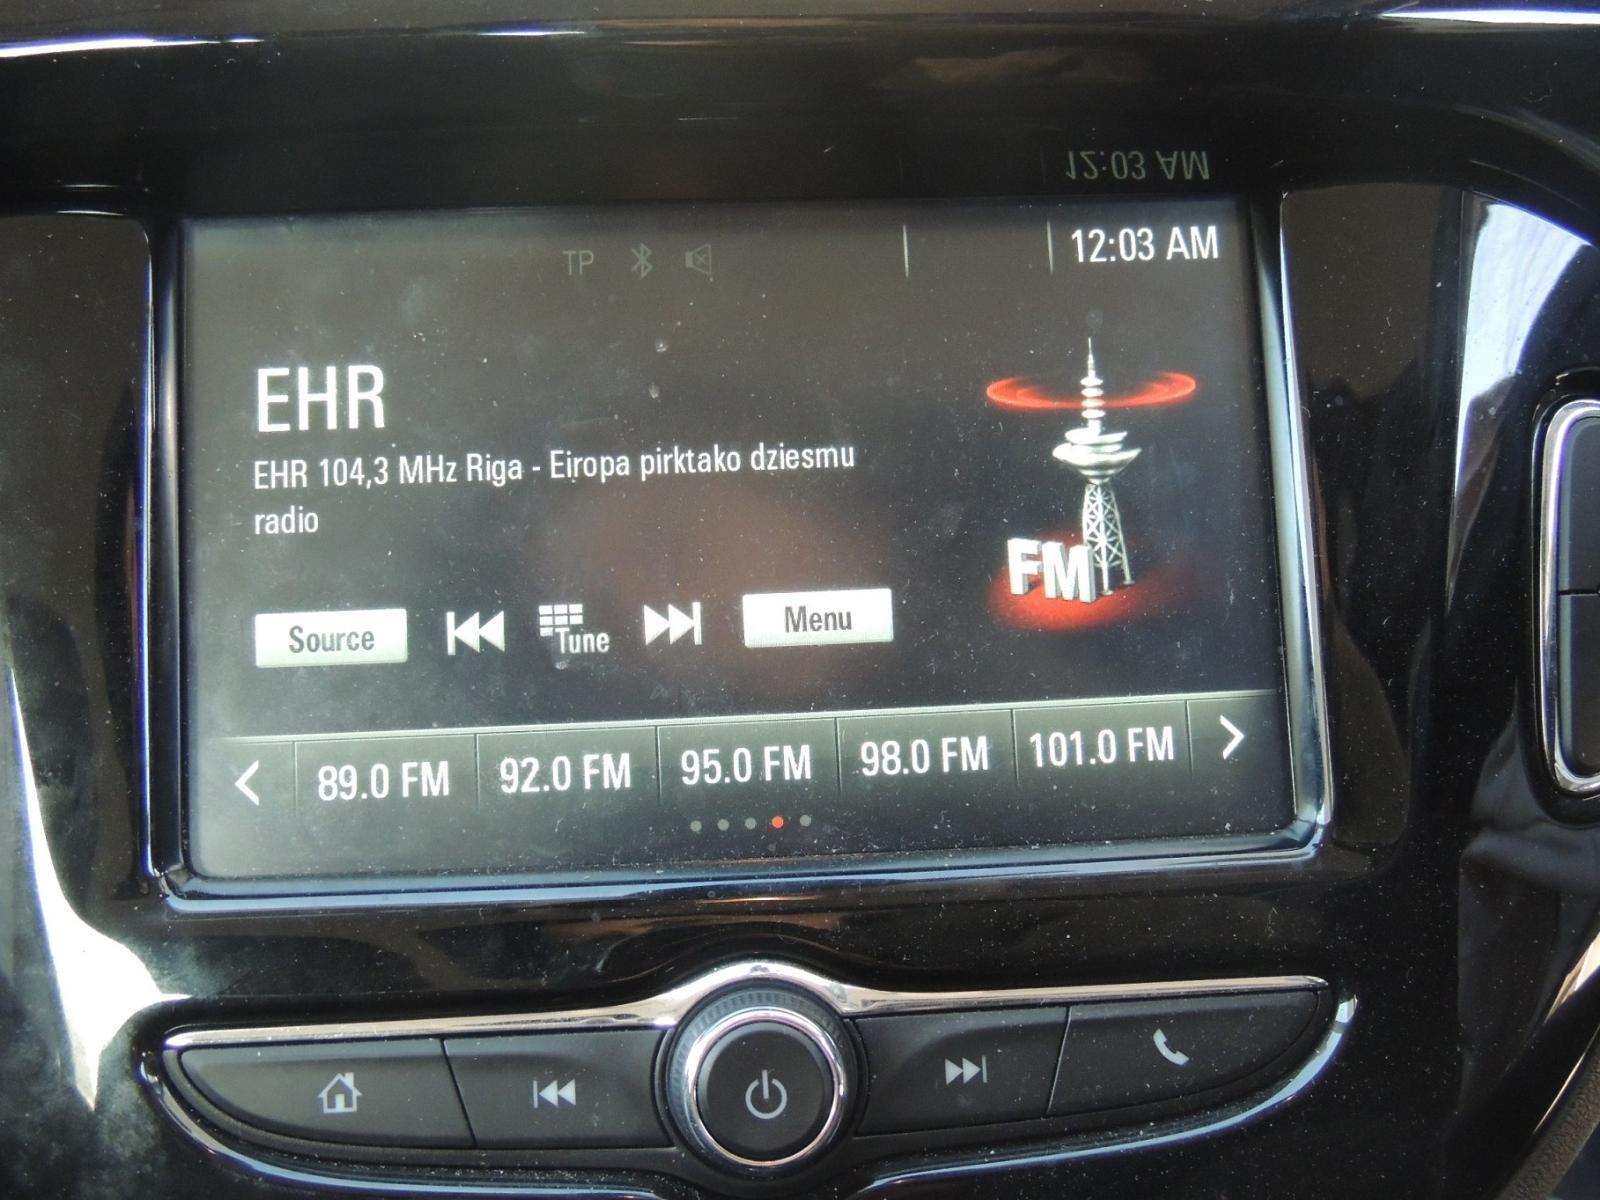 12:03 AM
TP
12:03 AM
EHR
EHR 104,3 MHz Riga - Eiropa pirktako dziesmu
radio
FM
Source
Tune
Menu
89.0 FM 92.0 FM 95.0 FM 98.0 FM 101.0 FM